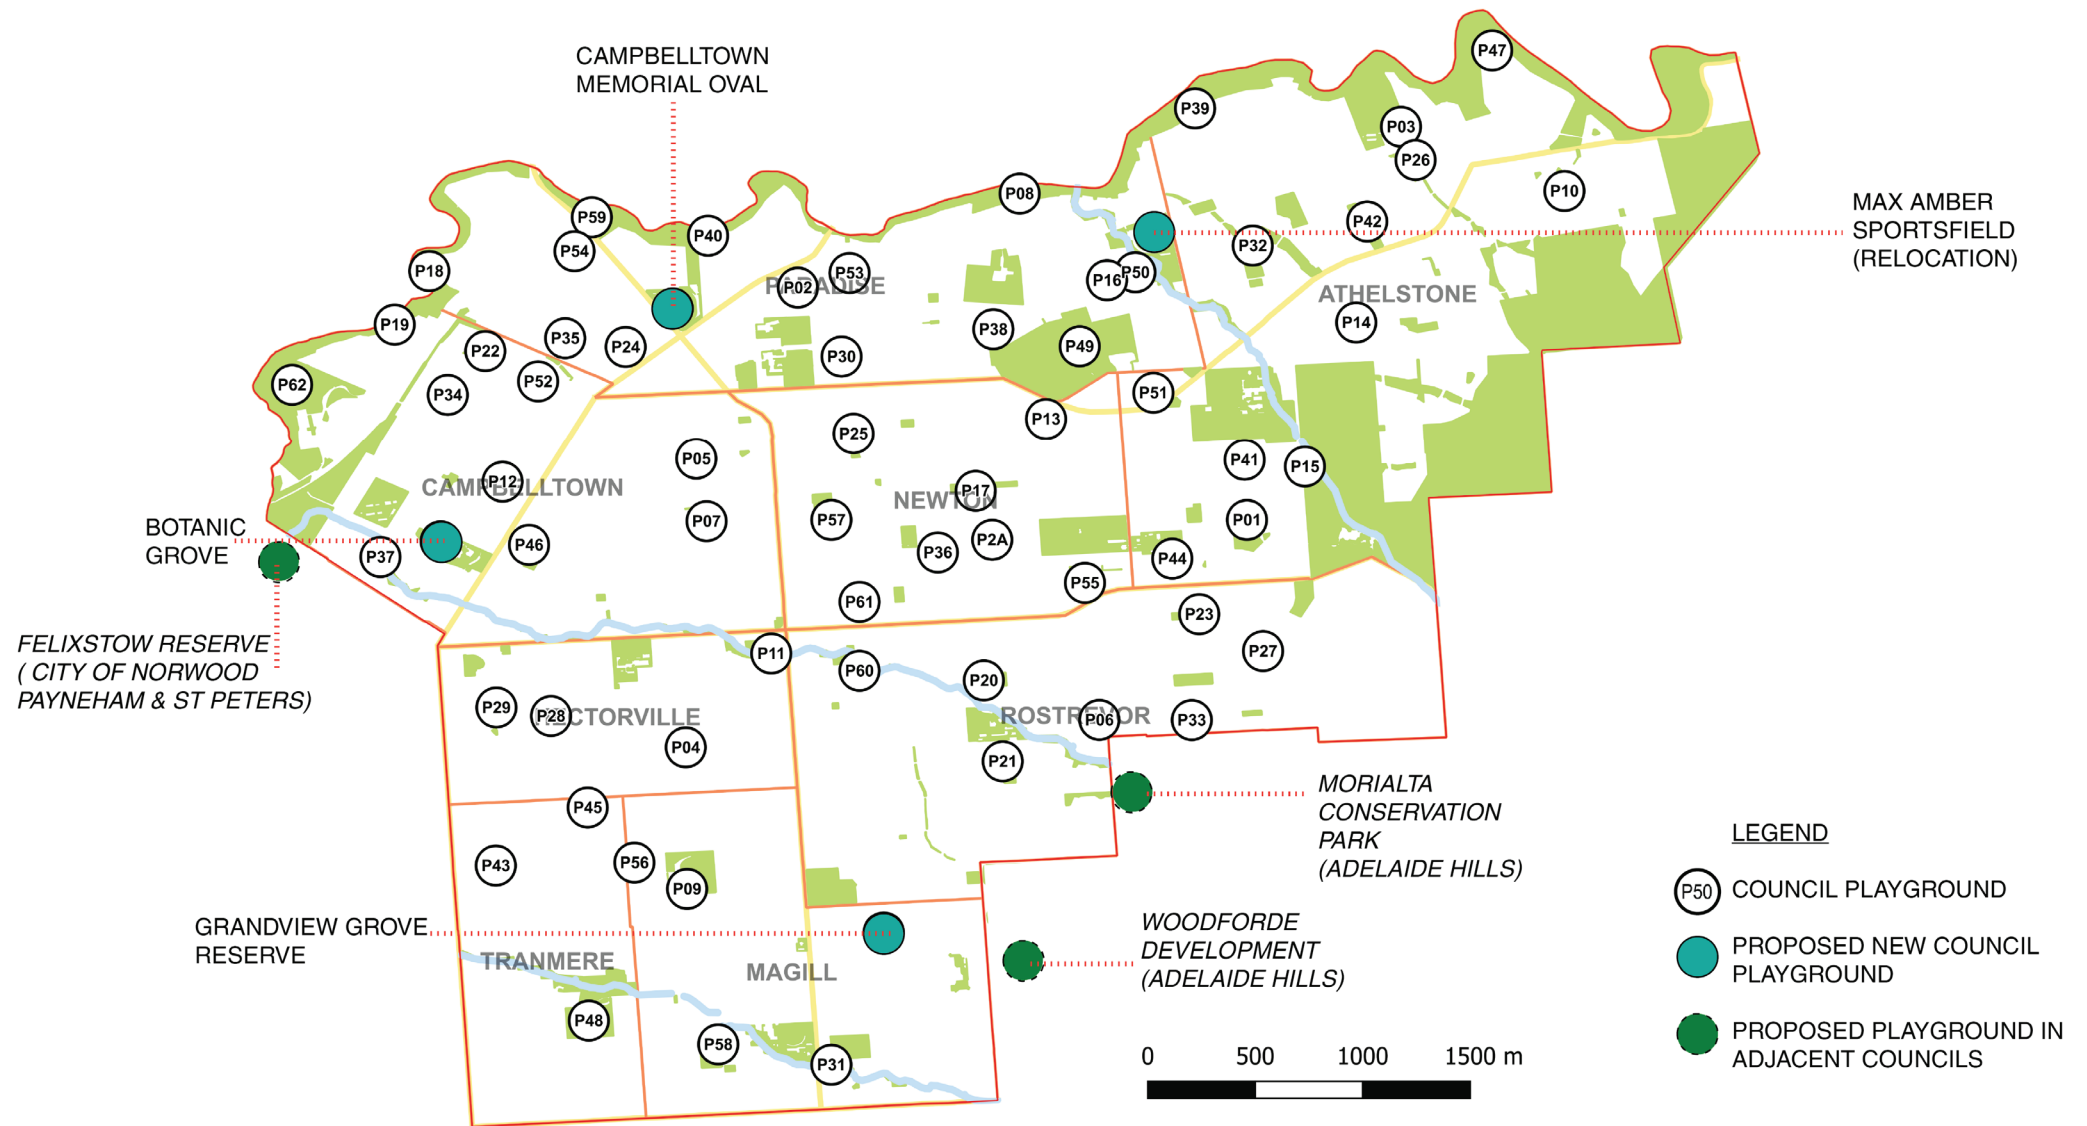 CAMPBELLTOWN
MEMORIAL OVAL
P47
P39
P03
P26
P10
P08
P59
P40
P54
P42
P32
MAX AMBER
SPORTSFIELD
(RELOCATION)
P18
P53
P02
PARADISE
P16
P50
ATHELSTONE
P19
P35
P24
P38
P14
P22
P30
P49
P62
P34
P52
P51
P13
P25
P05
P41
P15
P12
CAMPBELLTOWN
P17
NEWTON
P07
P57
P01
BOTANIC
GROVE
P37
P46
P36
P2A
P44
P55
P61
P23
FELIXSTOW RESERVE
( CITY OF NORWOOD
PAYNEHAM & ST PETERS)
P11
P60
P27
P20
P29
P28
HECTORVILLE
ROSTREVOR
P06
P33
P04
P21
MORIALTA
CONSERVATION
PARK
(ADELAIDE HILLS)
P45
P43
P56
P09
GRANDVIEW GROVE
RESERVE
WOODFORDE
DEVELOPMENT
(ADELAIDE HILLS)
TRANMERE
MAGILL
P48
P58
P31
0 500 1000 1500 m
LEGEND
P50 COUNCIL PLAYGROUND
PROPOSED NEW COUNCIL
PLAYGROUND
PROPOSED PLAYGROUND IN
ADJACENT COUNCILS